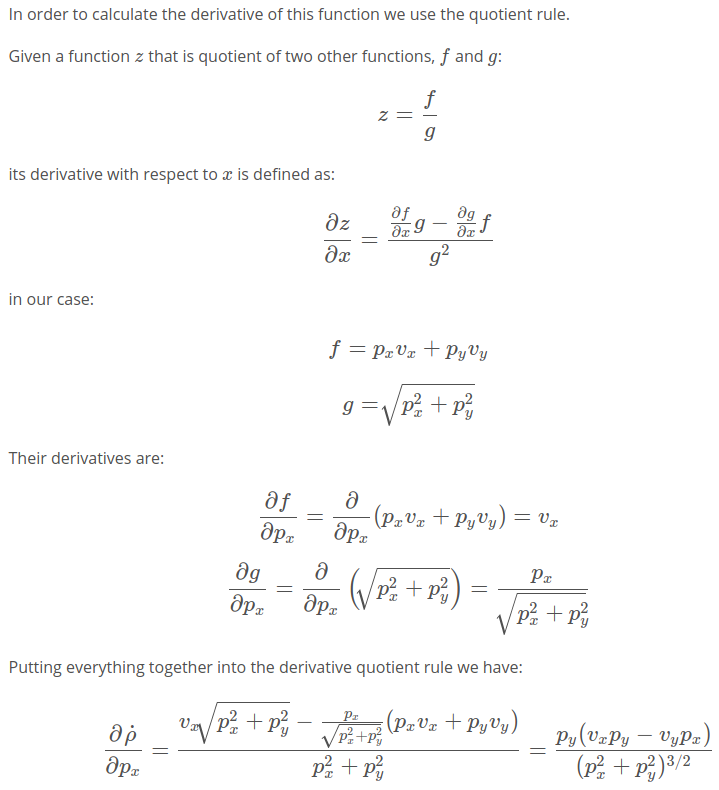 In order to calculate the derivative of this function we use the quotient rule.
Given a function z that is quotient of two other functions, f and g:
z = \frac{f}{g}
its derivative with respect to x is defined as:
\frac{\partial z}{\partial x} = \frac{\frac{\partial f}{\partial x} g - \frac{\partial g}{\partial x} f}{g^2}
in our case:
f = p_x v_x + p_y v_y
g = \sqrt{p_x^2 + p_y^2}
Their derivatives are:
\frac{\partial f}{\partial p_x} = \frac{\partial}{\partial p_x} (p_x v_x + p_y v_y) = v_x
\frac{\partial g}{\partial p_x} = \frac{\partial}{\partial p_x} \left( \sqrt{p_x^2 + p_y^2} \right) = \frac{p_x}{\sqrt{p_x^2 + p_y^2}}
Putting everything together into the derivative quotient rule we have:
\frac{\partial \dot{\rho}}{\partial p_x} = \frac{v_x \sqrt{p_x^2 + p_y^2} - \frac{p_x}{\sqrt{p_x^2 + p_y^2}} (p_x v_x + p_y v_y)}{p_x^2 + p_y^2} = \frac{p_y (v_x p_y - v_y p_x)}{(p_x^2 + p_y^2)^{3/2}}